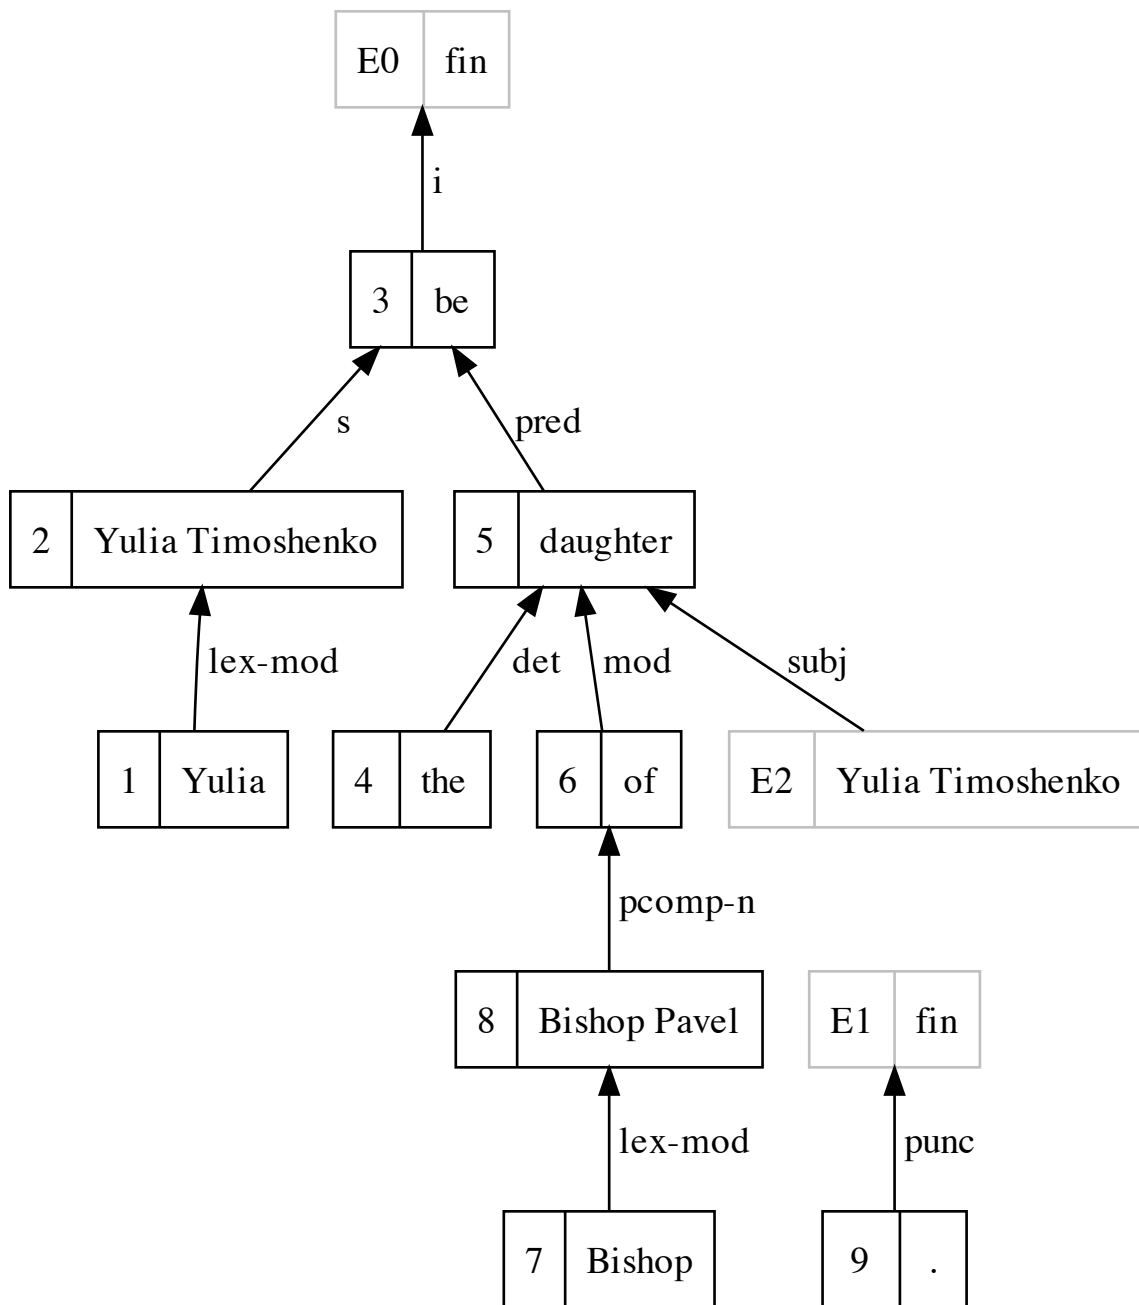 E0 fin
i
3 be
s pred
2 Yulia Timoshenko 5 daughter
lex-mod det mod subj
1 Yulia 4 the 6 of E2 Yulia Timoshenko
pcomp-n
8 Bishop Pavel E1 fin
lex-mod punc
7 Bishop 9 .